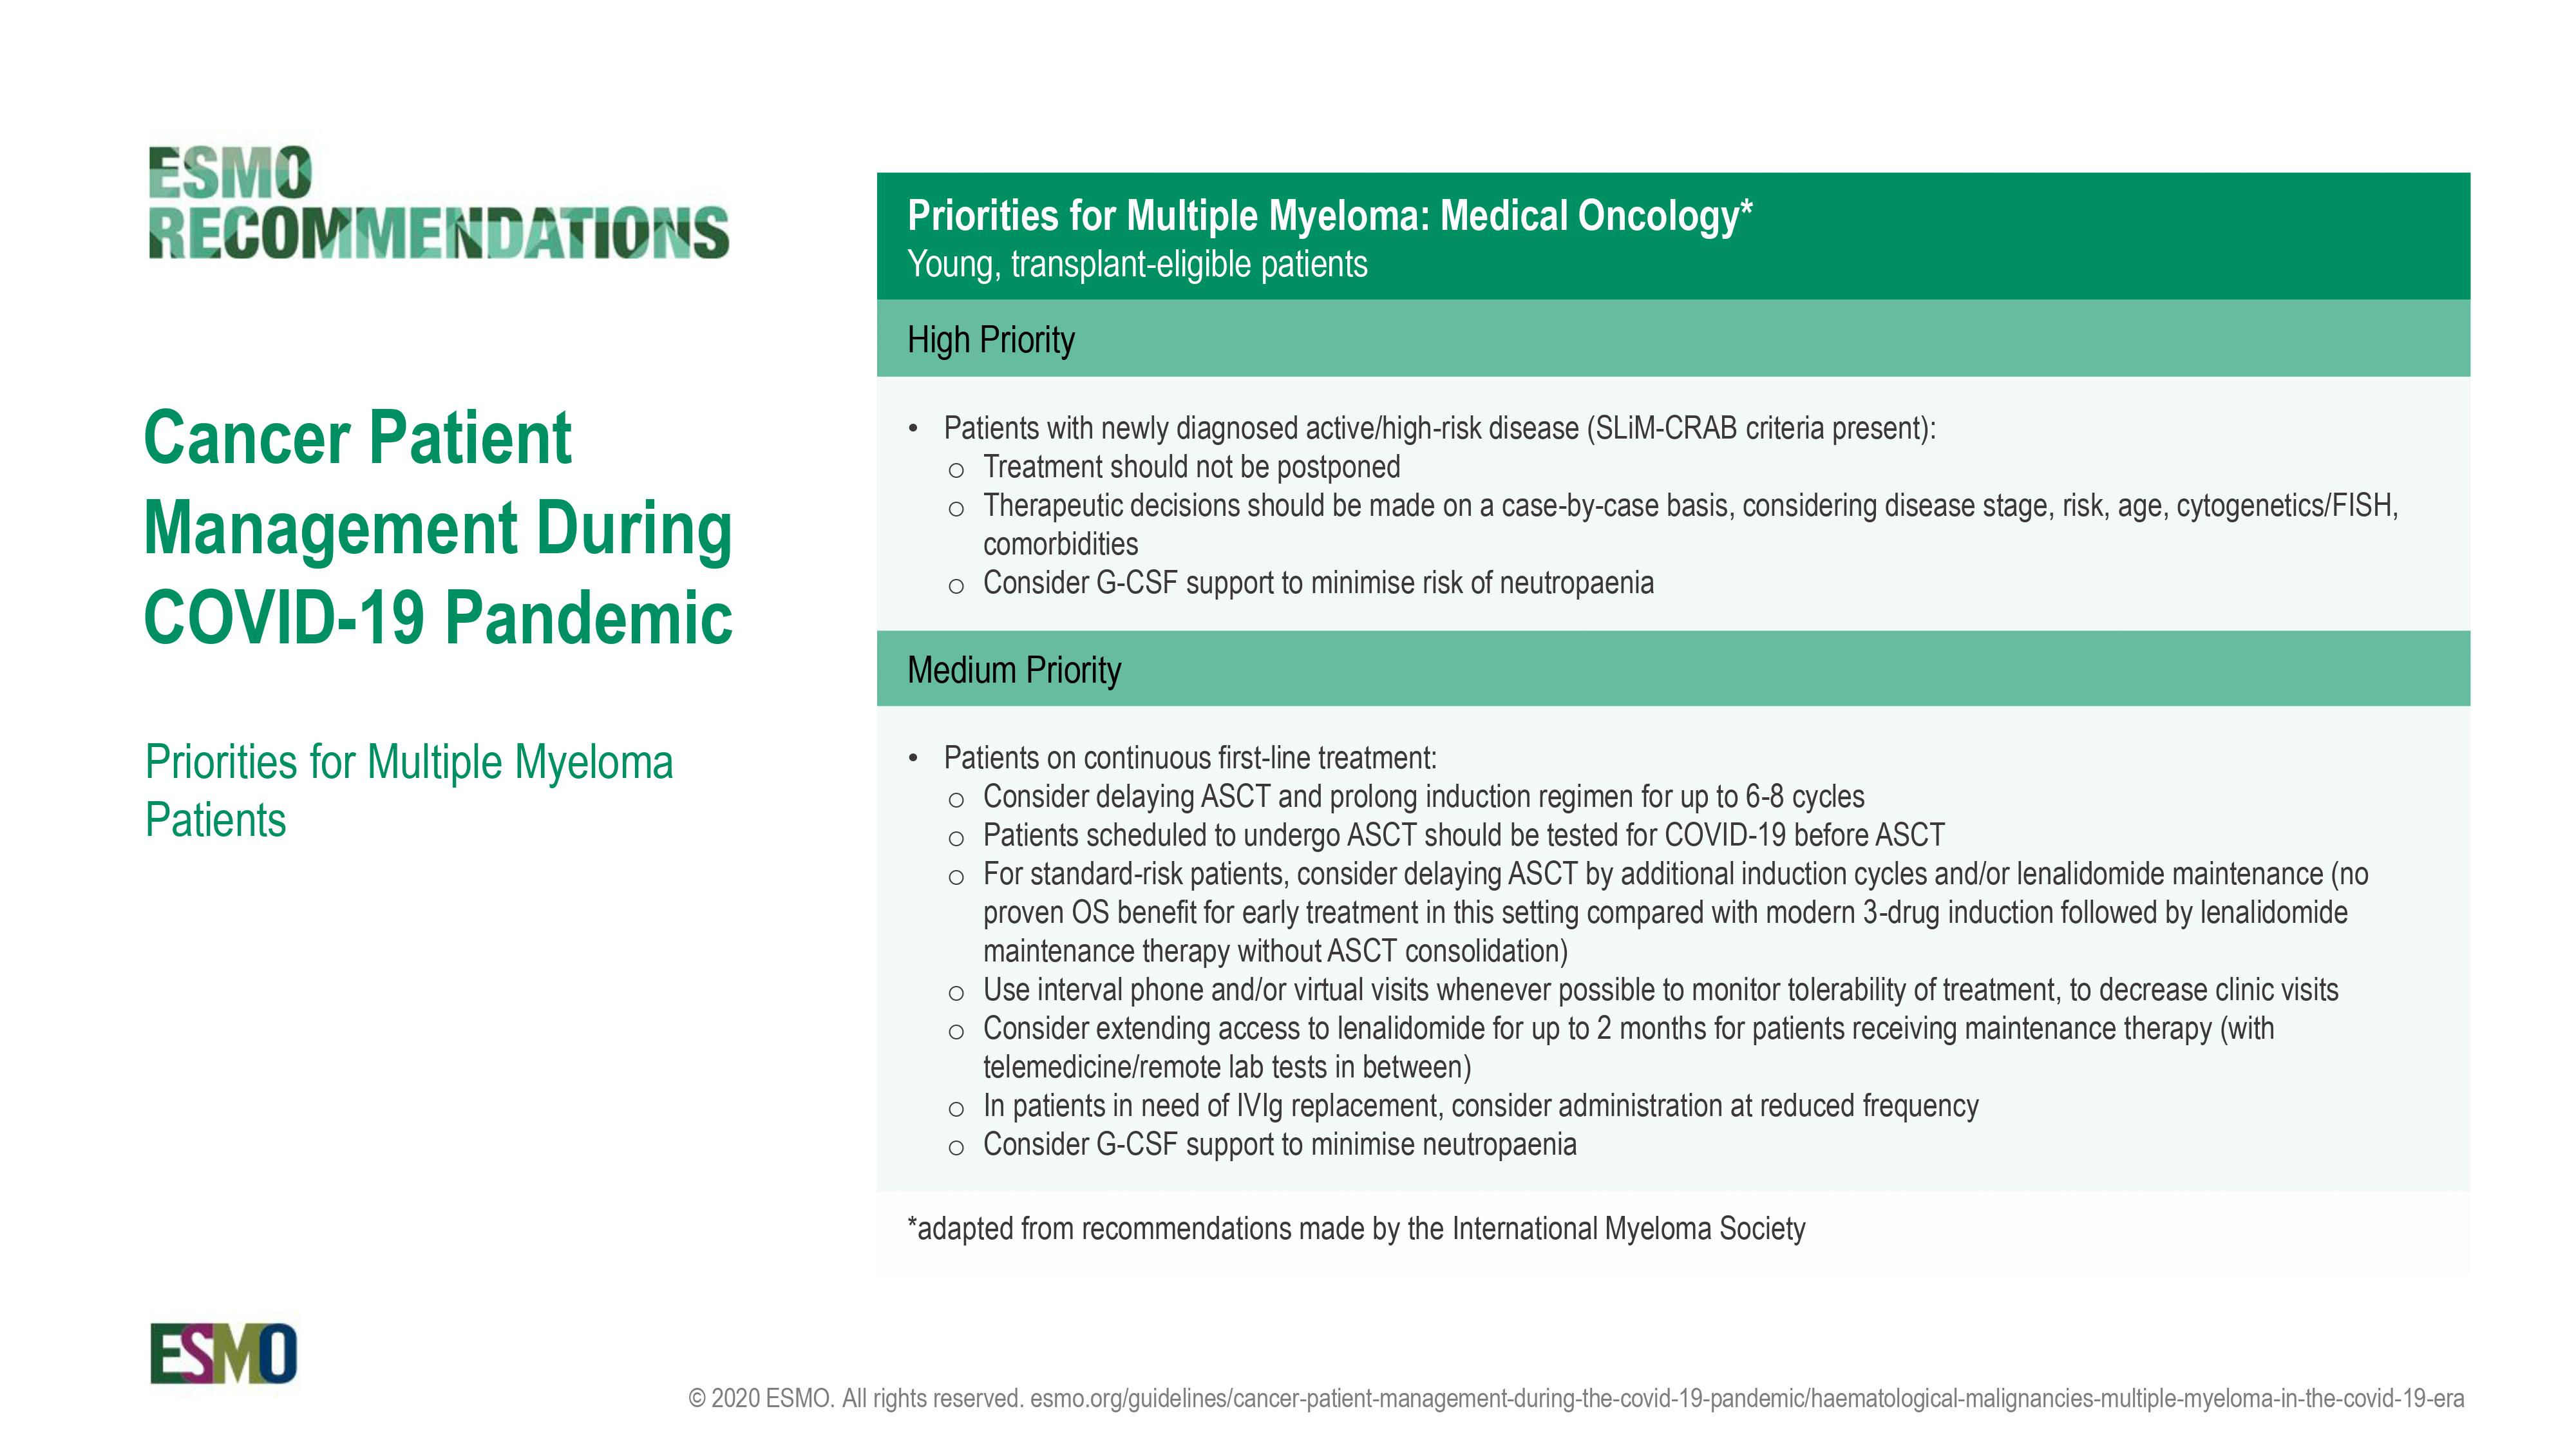 ESMO
RECOMMENDATIONS
Cancer Patient
Management During
COVID-19 Pandemic
Priorities for Multiple Myeloma
Patients
Priorities for Multiple Myeloma: Medical Oncology*
Young, transplant-eligible patients
High Priority
• Patients with newly diagnosed active/high-risk disease (SLiM-CRAB criteria present):
o Treatment should not be postponed
o Therapeutic decisions should be made on a case-by-case basis, considering disease stage, risk, age, cytogenetics/FISH,
comorbidities
o Consider G-CSF support to minimise risk of neutropaenia
Medium Priority
• Patients on continuous first-line treatment:
o Consider delaying ASCT and prolong induction regimen for up to 6-8 cycles
o Patients scheduled to undergo ASCT should be tested for COVID-19 before ASCT
o For standard-risk patients, consider delaying ASCT by additional induction cycles and/or lenalidomide maintenance (no
proven OS benefit for early treatment in this setting compared with modern 3-drug induction followed by lenalidomide
maintenance therapy without ASCT consolidation)
o Use interval phone and/or virtual visits whenever possible to monitor tolerability of treatment, to decrease clinic visits
o Consider extending access to lenalidomide for up to 2 months for patients receiving maintenance therapy (with
telemedicine/remote lab tests in between)
o In patients in need of IVIg replacement, consider administration at reduced frequency
o Consider G-CSF support to minimise neutropaenia
*adapted from recommendations made by the International Myeloma Society
ESMO
© 2020 ESMO. All rights reserved. esmo.org/guidelines/cancer-patient-management-during-the-covid-19-pandemic/haematological-malignancies-multiple-myeloma-in-the-covid-19-era